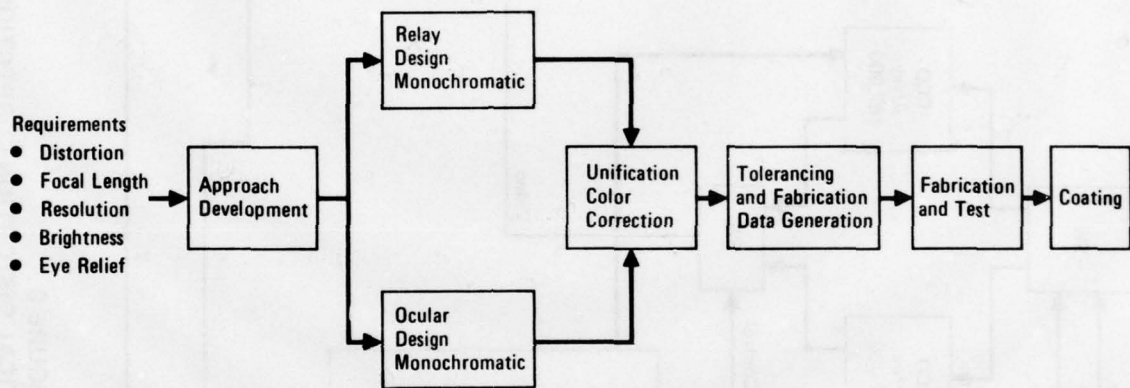 Requirements
● Distortion
● Focal Length
● Resolution
● Brightness
● Eye Relief
Approach
Development
Relay
Design
Monochromatic
Ocular
Design
Monochromatic
Unification
Color
Correction
Tolerancing
and Fabrication
Data Generation
Fabrication
and Test
Coating